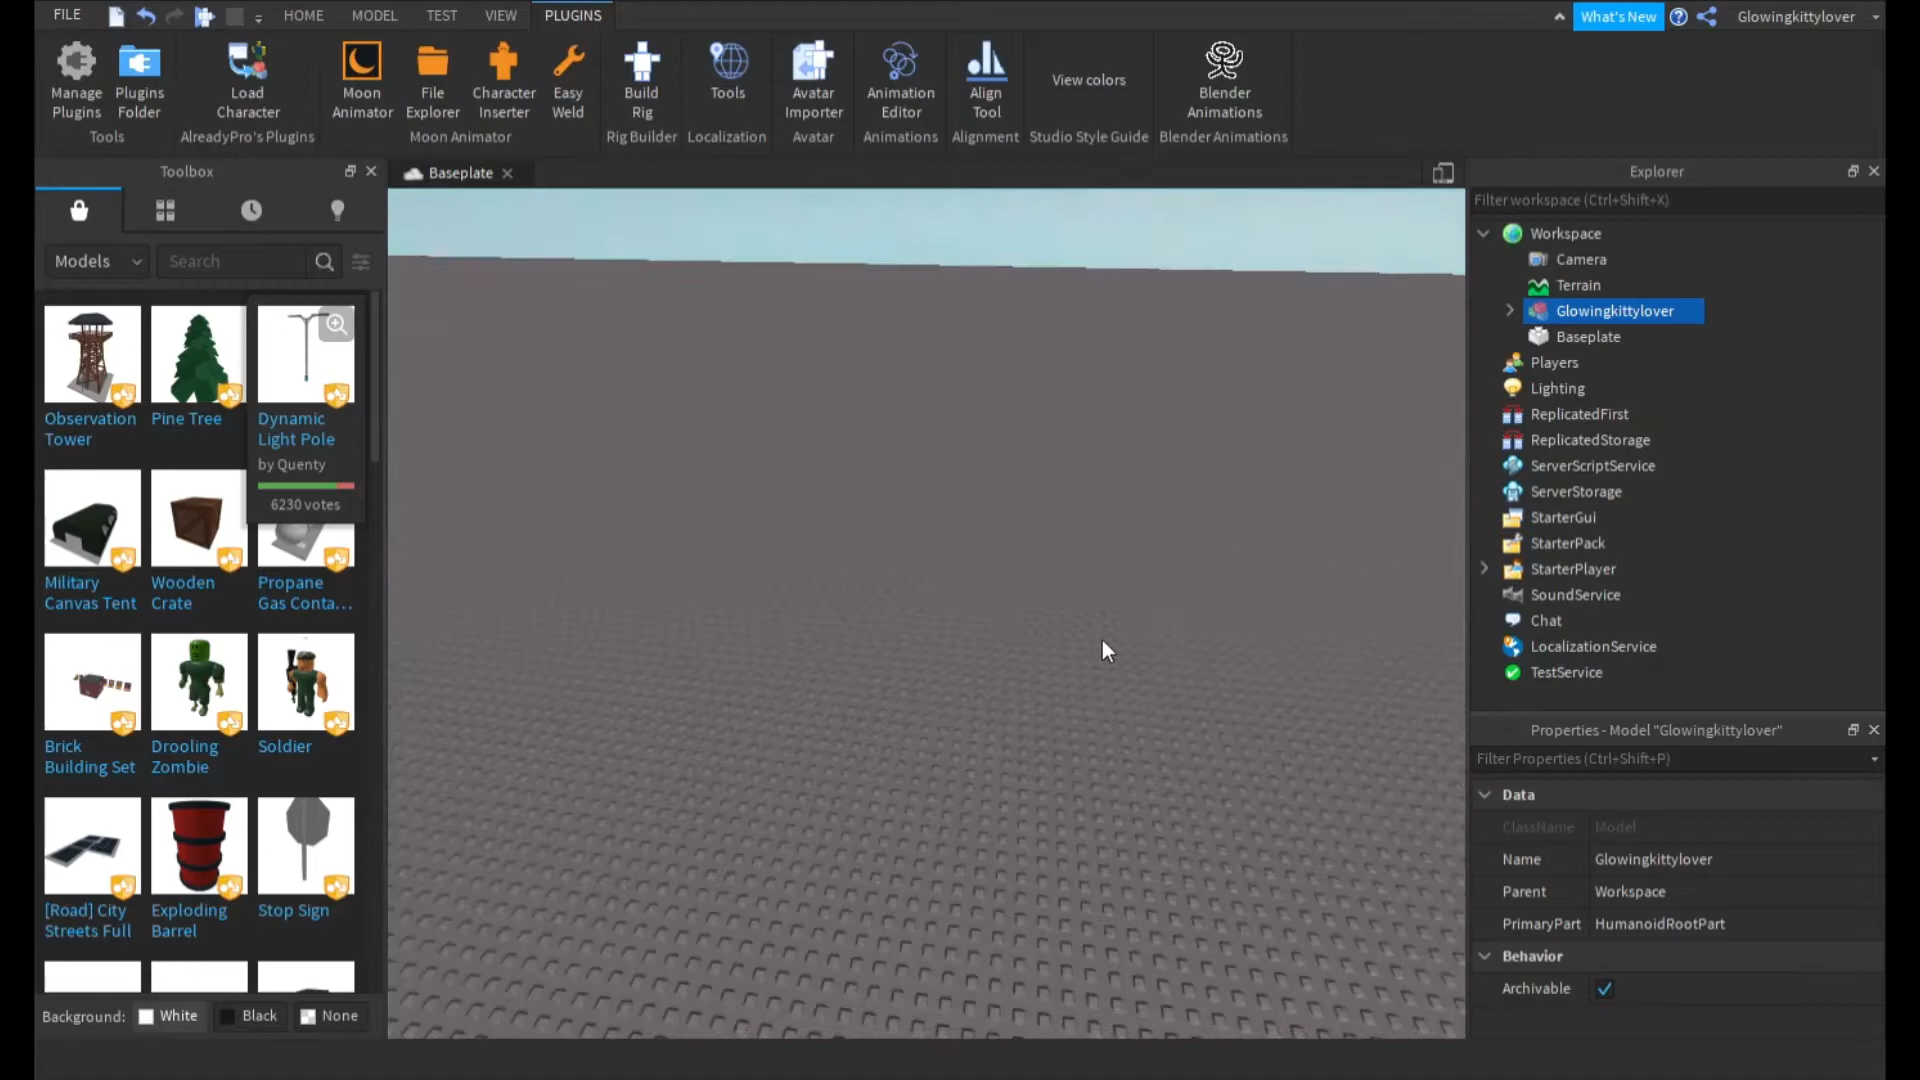 FILE
HOME
MODEL
TEST
VIEW
PLUGINS
What's New
Glowingkittylover
Manage Plugins
Plugins Folder
Load Character
Moon Animator
File Explorer
Character Inserter
Easy Weld
Build Rig
Tools
Avatar Importer
Animation Editor
Align Tool
View colors
Blender Animations
Tools
AlreadyPro's Plugins
Moon Animator
Rig Builder
Localization
Avatar
Animations
Alignment
Studio Style Guide
Blender Animations
Toolbox
Models
Search
Observation Tower
Pine Tree
Dynamic Light Pole
by Quenty
6230 votes
Military Canvas Tent
Wooden Crate
Propane Gas Conta...
Brick Building Set
Drooling Zombie
Soldier
[Road] City Streets Full
Exploding Barrel
Stop Sign
Background:
White
Black
None
Baseplate
Explorer
Filter workspace (Ctrl+Shift+X)
Workspace
Camera
Terrain
Glowingkittylover
Baseplate
Players
Lighting
ReplicatedFirst
ReplicatedStorage
ServerScriptService
ServerStorage
StarterGui
StarterPack
StarterPlayer
SoundService
Chat
LocalizationService
TestService
Properties - Model "Glowingkittylover"
Filter Properties (Ctrl+Shift+P)
Data
ClassName Model
Name Glowingkittylover
Parent Workspace
PrimaryPart HumanoidRootPart
Behavior
Archivable